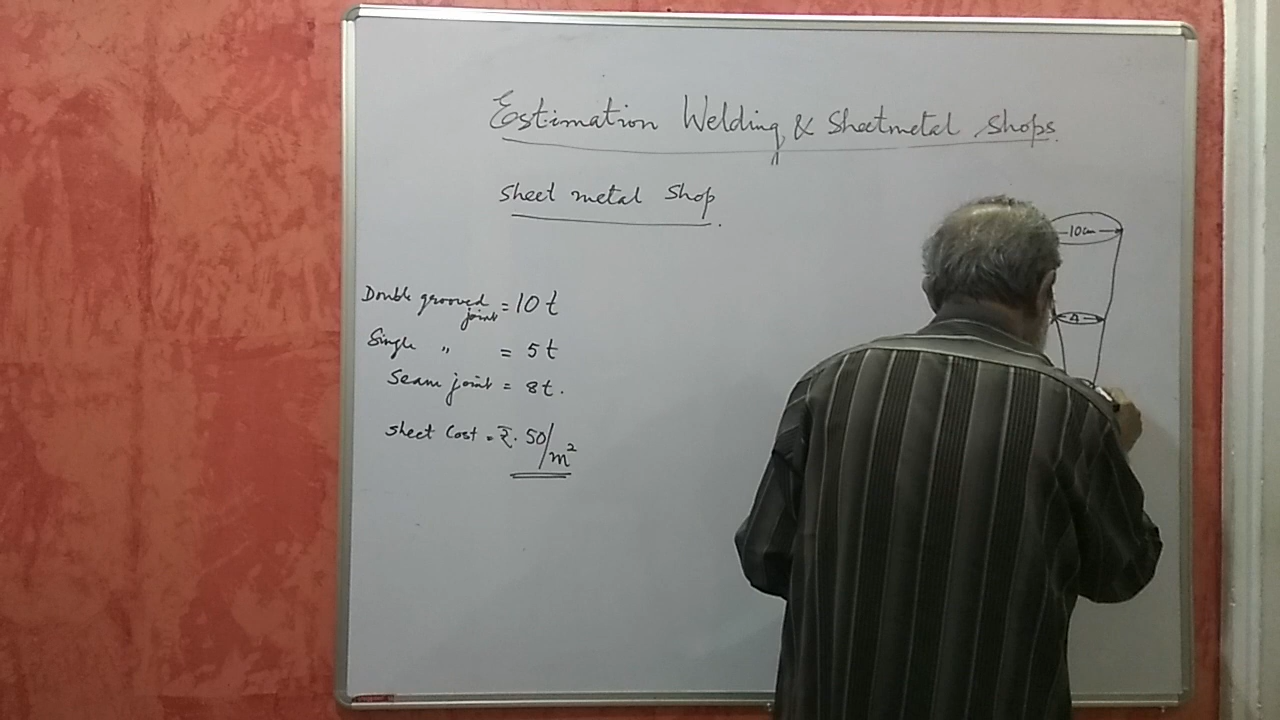 Estimation Welding & Sheetmetal Shops.
Sheet metal Shop.
10cm
Double grooved joint = 10 t
4
Single " = 5 t
Seam joint = 8 t.
Sheet Cost = ₹. 50/m²